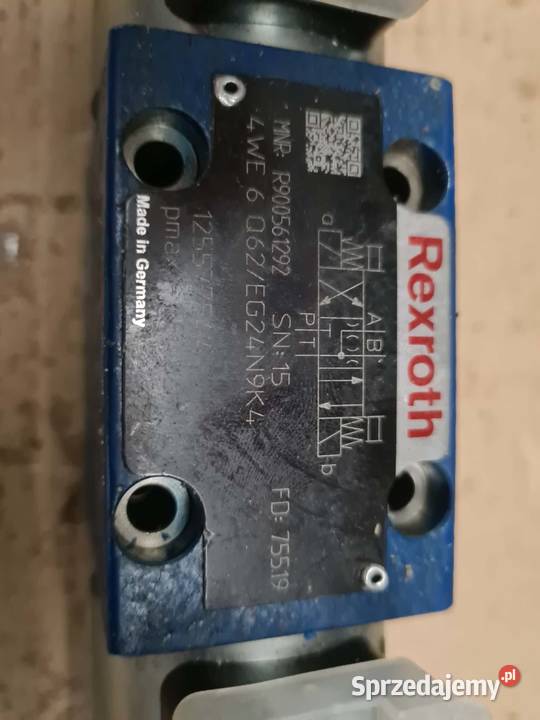 Rexroth
a
A B
P T
b
MNR: R900561292 SN: 15 FD: 75519
4WE 6 Q62/EG24N9K4
Made in Germany
Sprzedajemy.pl